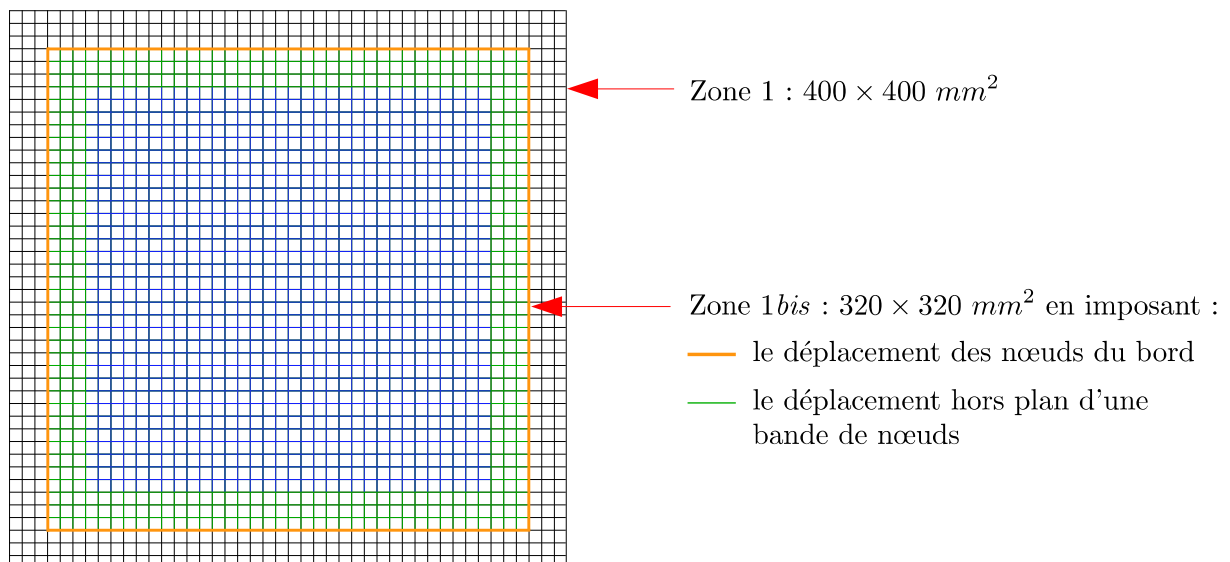 Zone 1 : 400 × 400 mm²
Zone 1bis : 320 × 320 mm² en imposant :
le déplacement des nœuds du bord
le déplacement hors plan d'une
bande de nœuds